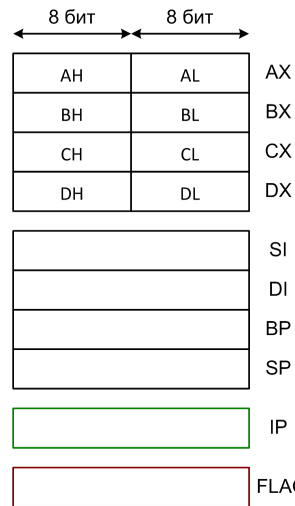 8 бит 8 бит
AH AL AX
BH BL BX
CH CL CX
DH DL DX
SI
DI
BP
SP
IP